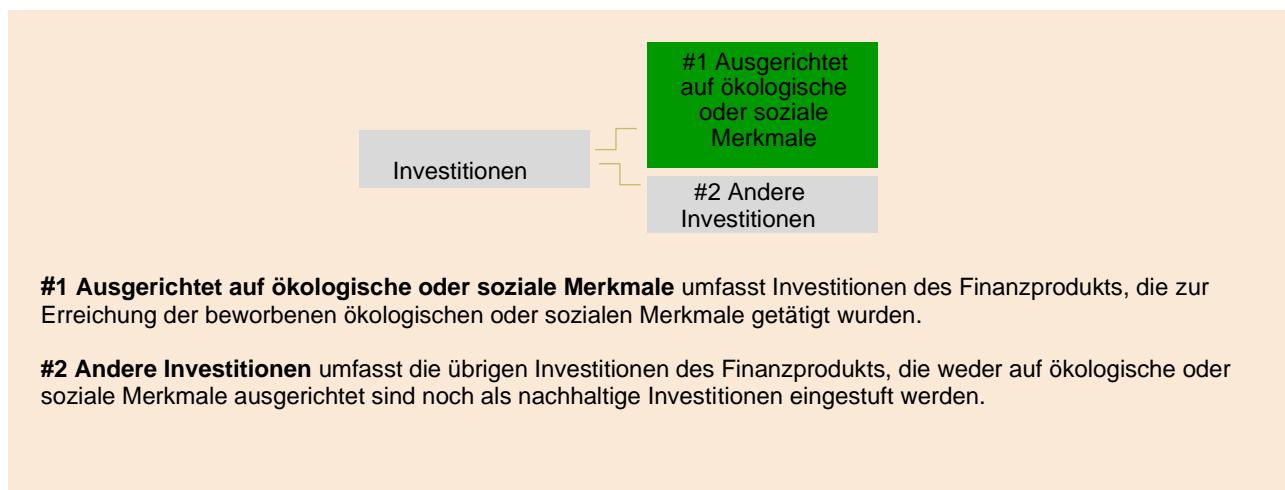 #1 Ausgerichtet
auf ökologische
oder soziale
Merkmale
Investitionen
#2 Andere
Investitionen
#1 Ausgerichtet auf ökologische oder soziale Merkmale umfasst Investitionen des Finanzprodukts, die zur
Erreichung der beworbenen ökologischen oder sozialen Merkmale getätigt wurden.
#2 Andere Investitionen umfasst die übrigen Investitionen des Finanzprodukts, die weder auf ökologische oder
soziale Merkmale ausgerichtet sind noch als nachhaltige Investitionen eingestuft werden.